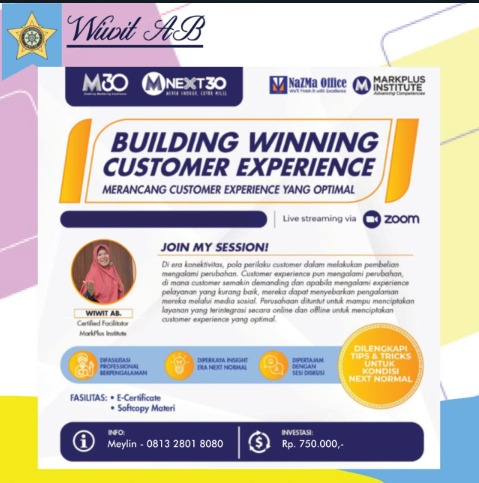 Wiwit AB
M30
MNEXT30
NEVER ENOUGH, EXTRA MILES
NaZMa Office
We'll Finish it with Excellence
MARKPLUS
INSTITUTE
Advancing Competencies
BUILDING WINNING
CUSTOMER EXPERIENCE
MERANCANG CUSTOMER EXPERIENCE YANG OPTIMAL
Live streaming via zoom
JOIN MY SESSION!
Di era konektivitas, pola perilaku customer dalam melakukan pembelian
mengalami perubahan. Customer experience pun mengalami perubahan,
di mana customer semakin demanding dan apabila mengalami experience
pelayanan yang kurang baik, mereka dapat menyebarkan pengalaman
mereka melalui media sosial. Perusahaan dituntut untuk mampu menciptakan
layanan yang terintegrasi secara online dan offline untuk menciptakan
customer experience yang optimal.
WIWIT AB.
Certified Facilitator
MarkPlus Institute
DIFASILITASI
PROFESSIONAL
BERPENGALAMAN
DIPERKAYA INSIGHT
ERA NEXT NORMAL
DIPERTAJAM
DENGAN
SESI DISKUSI
DILENGKAPI
TIPS & TRICKS
UNTUK
KONDISI
NEXT NORMAL
FASILITAS: • E-Certificate
• Softcopy Materi
INFO:
Meylin - 0813 2801 8080
INVESTASI:
Rp. 750.000,-